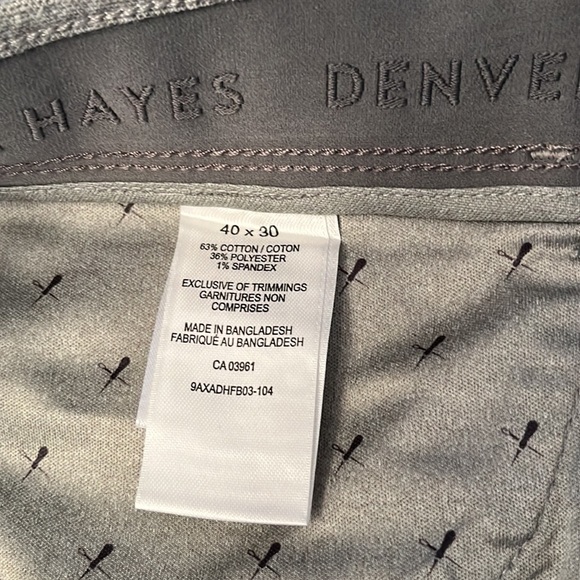 HAYES DENVE
40 x 30
63% COTTON / COTON
36% POLYESTER
1% SPANDEX
EXCLUSIVE OF TRIMMINGS
GARNITURES NON
COMPRISES
MADE IN BANGLADESH
FABRIQUÉ AU BANGLADESH
CA 03961
9AXADHFB03-104